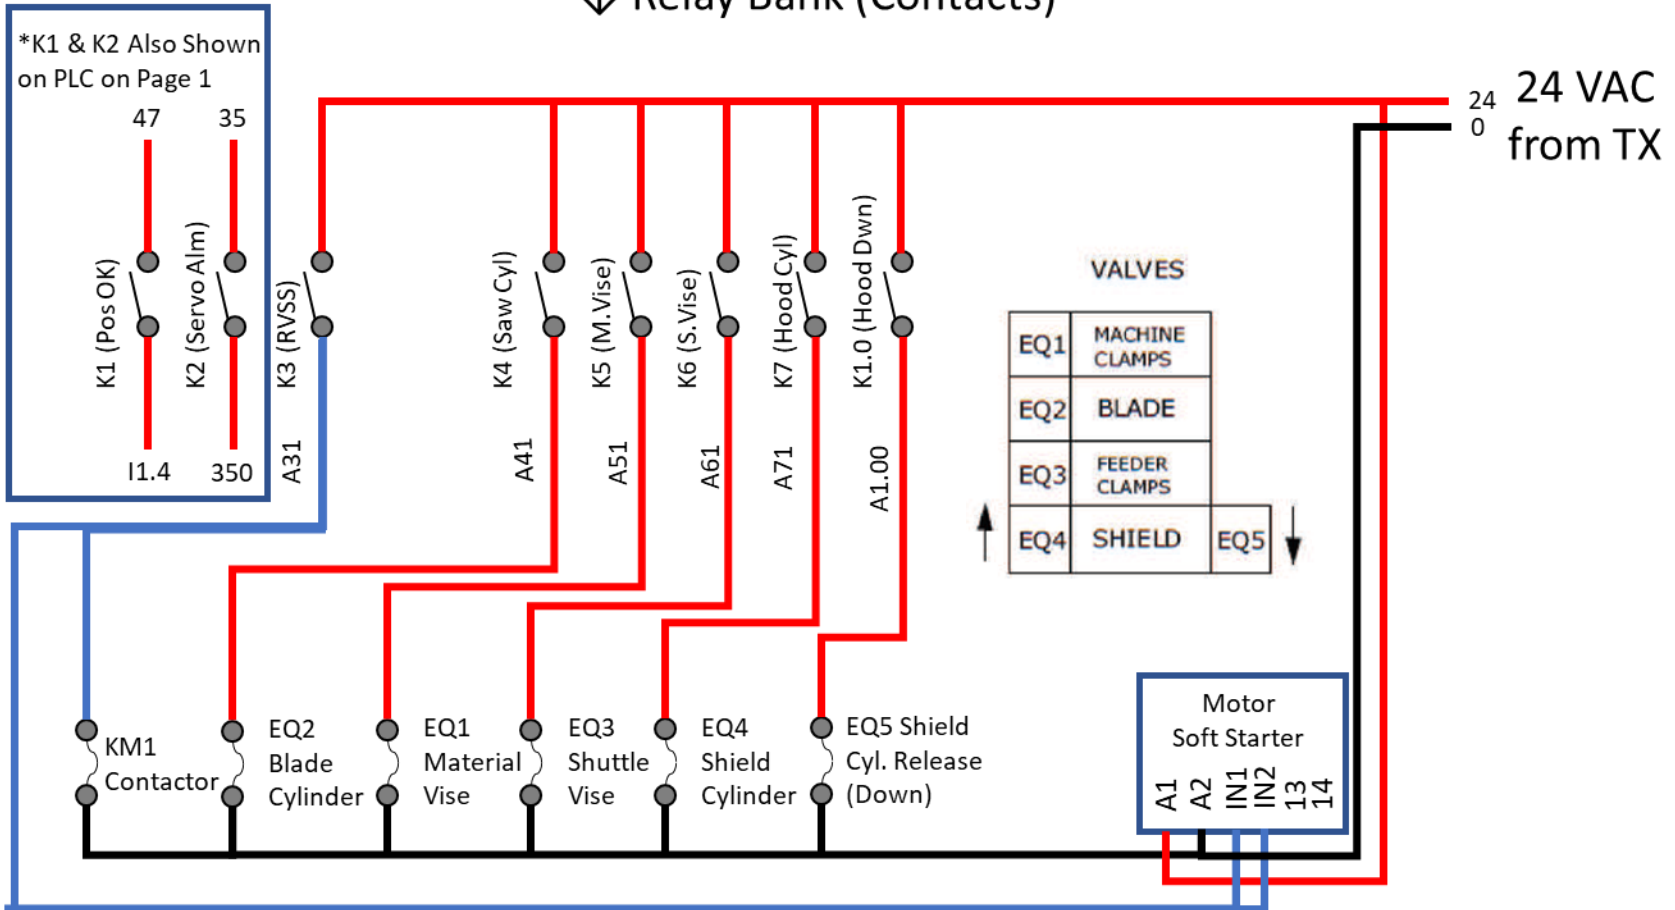 Relay Bank (Contacts)
*K1 & K2 Also Shown
on PLC on Page 1
47
35
24
0
24 VAC
from TX
K1 (Pos OK)
K2 (Servo Alm)
K3 (RVSS)
K4 (Saw Cyl)
K5 (M.Vise)
K6 (S.Vise)
K7 (Hood Cyl)
K1.0 (Hood Dwn)
I1.4
350
A31
A41
A51
A61
A71
A1.00
VALVES
EQ1 MACHINE
CLAMPS
EQ2 BLADE
EQ3 FEEDER
CLAMPS
EQ4 SHIELD EQ5
KM1
Contactor
EQ2
Blade
Cylinder
EQ1
Material
Vise
EQ3
Shuttle
Vise
EQ4
Shield
Cylinder
EQ5 Shield
Cyl. Release
(Down)
Motor
Soft Starter
A1
A2
IN1
IN2
13
14